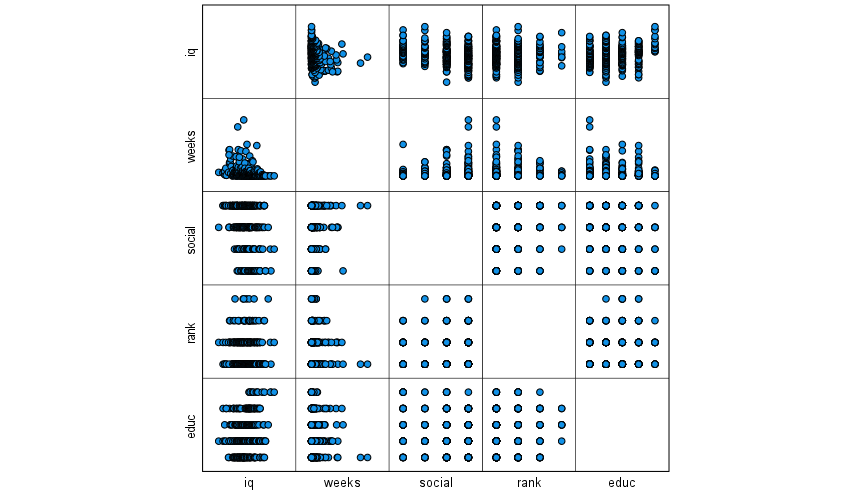 iq
weeks
social
rank
educ
iq weeks social rank educ